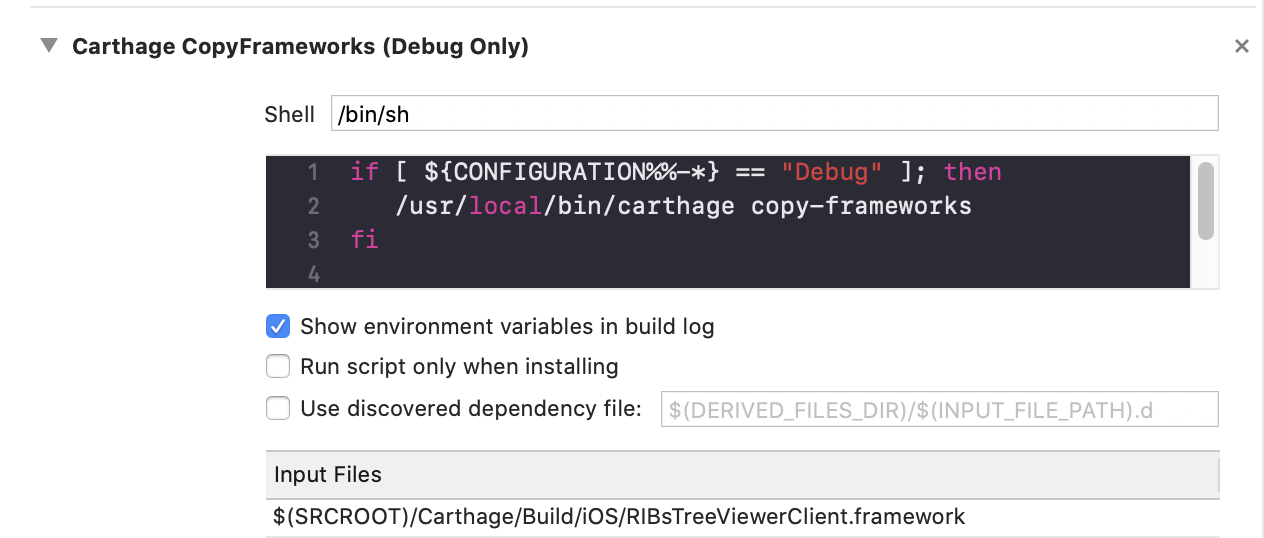 Carthage CopyFrameworks (Debug Only)
Shell /bin/sh
1 if [ ${CONFIGURATION%%-*} == "Debug" ]; then
2 /usr/local/bin/carthage copy-frameworks
3 fi
4
Show environment variables in build log
Run script only when installing
Use discovered dependency file: $(DERIVED_FILES_DIR)/$(INPUT_FILE_PATH).d
Input Files
$(SRCROOT)/Carthage/Build/iOS/RIBsTreeViewerClient.framework